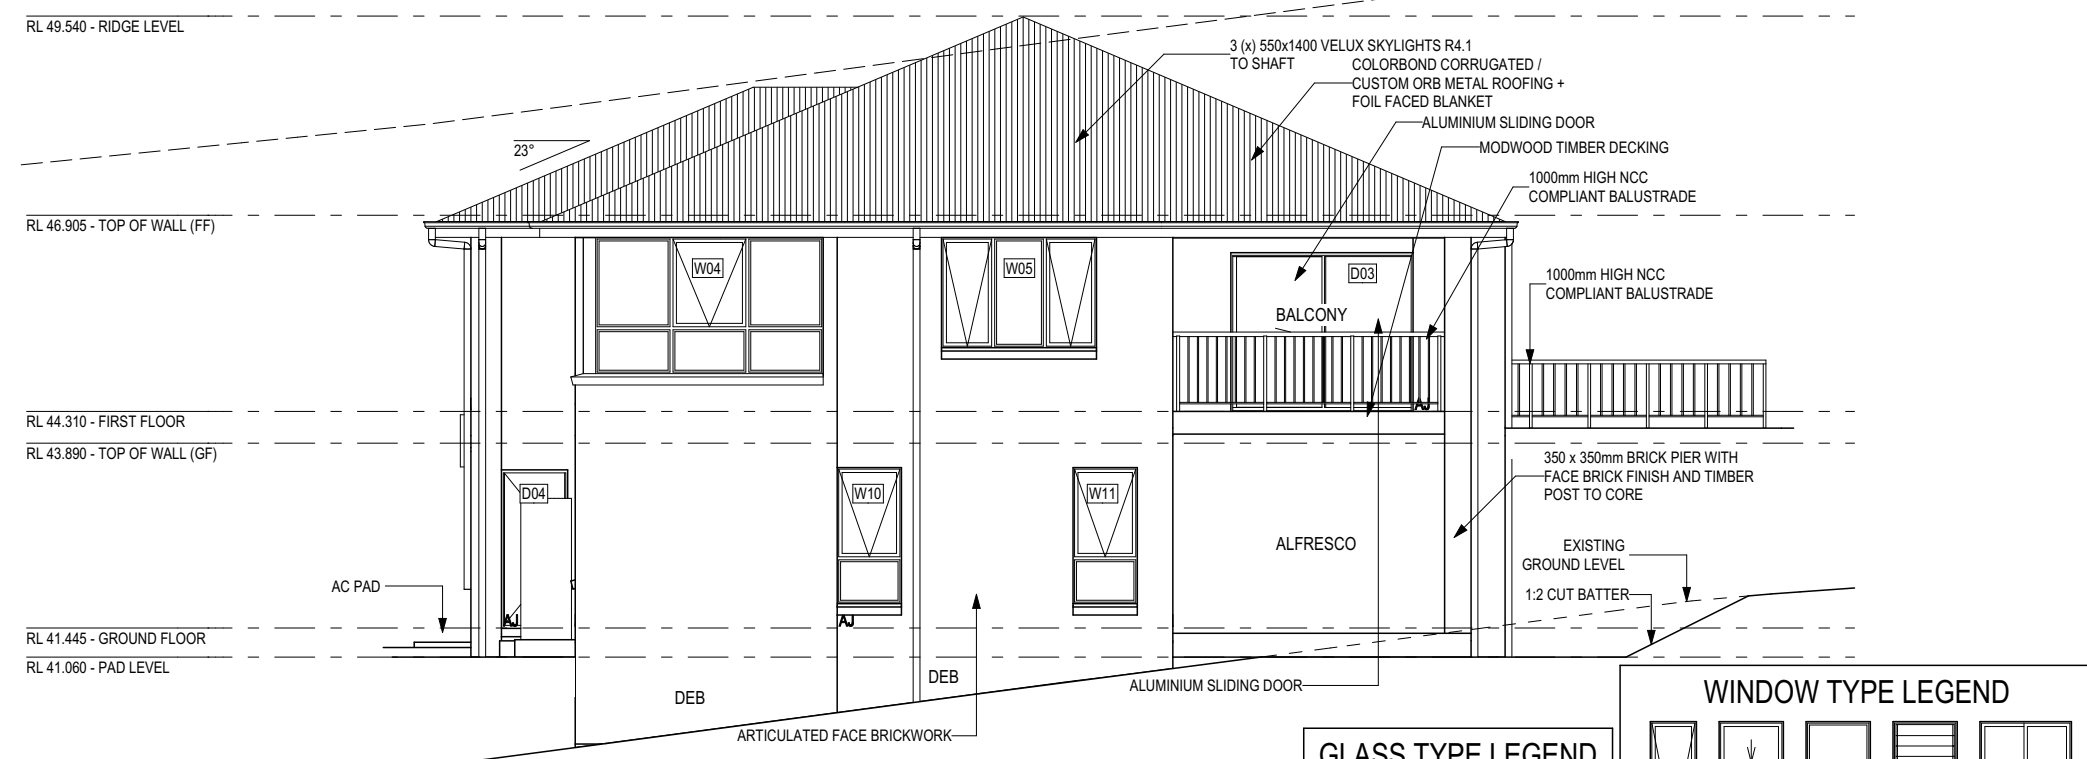 RL 49.540 - RIDGE LEVEL
3 (x) 550x1400 VELUX SKYLIGHTS R4.1
TO SHAFT
COLORBOND CORRUGATED /
CUSTOM ORB METAL ROOFING +
FOIL FACED BLANKET
ALUMINIUM SLIDING DOOR
MODWOOD TIMBER DECKING
23°
1000mm HIGH NCC
COMPLIANT BALUSTRADE
RL 46.905 - TOP OF WALL (FF)
W04
W05
D03
1000mm HIGH NCC
COMPLIANT BALUSTRADE
BALCONY
AJ
RL 44.310 - FIRST FLOOR
RL 43.890 - TOP OF WALL (GF)
350 x 350mm BRICK PIER WITH
FACE BRICK FINISH AND TIMBER
POST TO CORE
D04
W10
W11
ALFRESCO
EXISTING
GROUND LEVEL
AC PAD
1:2 CUT BATTER
AJ
AJ
RL 41.445 - GROUND FLOOR
RL 41.060 - PAD LEVEL
DEB
DEB
ALUMINIUM SLIDING DOOR
ARTICULATED FACE BRICKWORK
WINDOW TYPE LEGEND
GLASS TYPE LEGEND